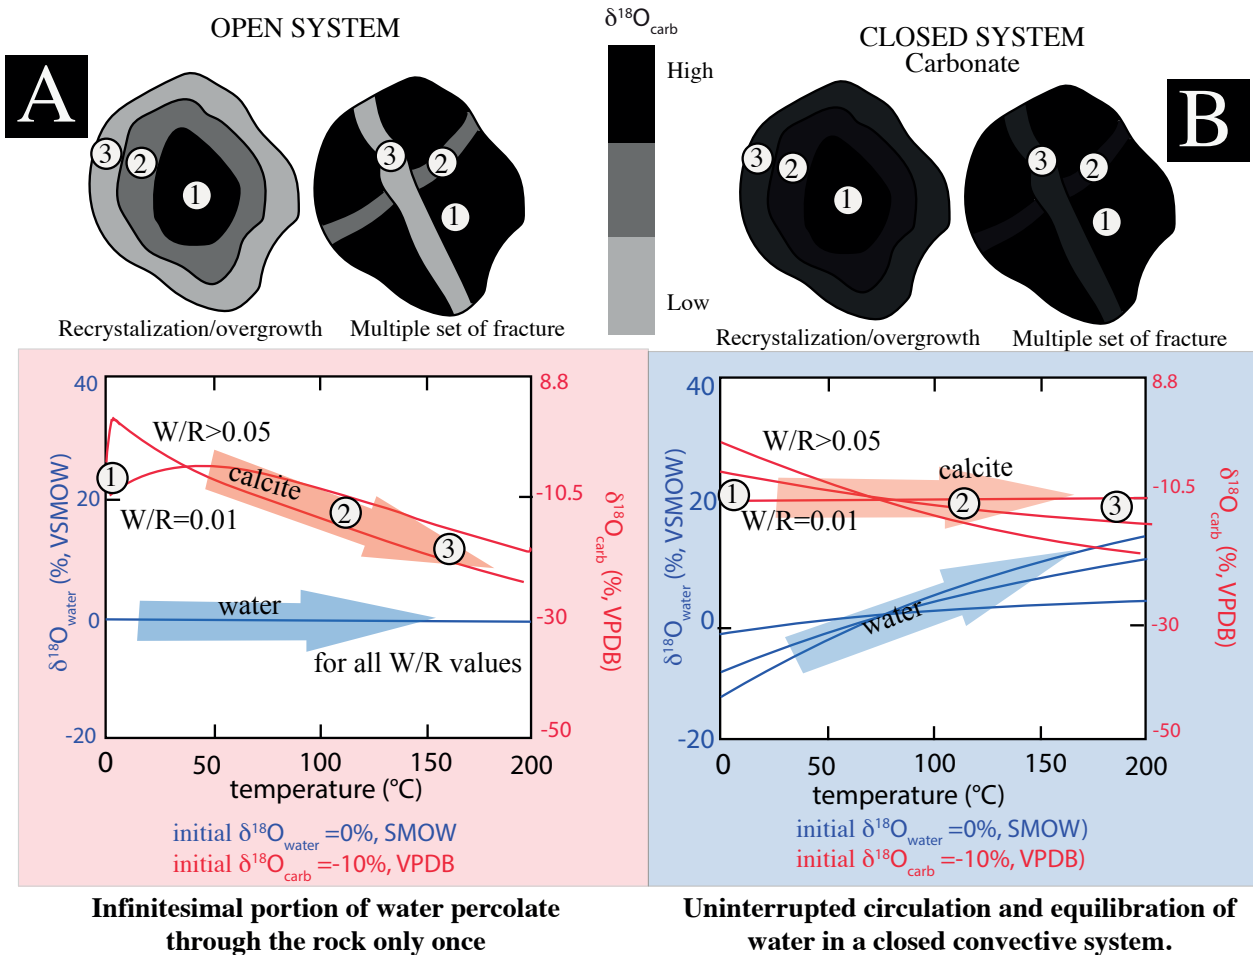 OPEN SYSTEM
δ18Ocarb
CLOSED SYSTEM
Carbonate
A
High
B
3
2
1
3
2
1
3
2
1
3
2
1
Low
Recrystalization/overgrowth
Multiple set of fracture
Recrystalization/overgrowth
Multiple set of fracture
40
8.8
W/R>0.05
1
calcite
20
-10.5
W/R=0.01
2
3
δ18Owater (%, VSMOW)
δ18Ocarb (%, VPDB)
water
0
-30
for all W/R values
-20
-50
0
50
100
150
200
temperature (°C)
initial δ18Owater =0%, SMOW
initial δ18Ocarb =-10%, VPDB
Infinitesimal portion of water percolate
through the rock only once
40
8.8
W/R>0.05
calcite
1
20
-10.5
2
3
W/R=0.01
δ18Owater (%, VSMOW)
δ18Ocarb (%, VPDB)
water
0
-30
-20
-50
0
50
100
150
200
temperature (°C)
initial δ18Owater =0%, SMOW)
initial δ18Ocarb =-10%, VPDB)
Uninterrupted circulation and equilibration of
water in a closed convective system.